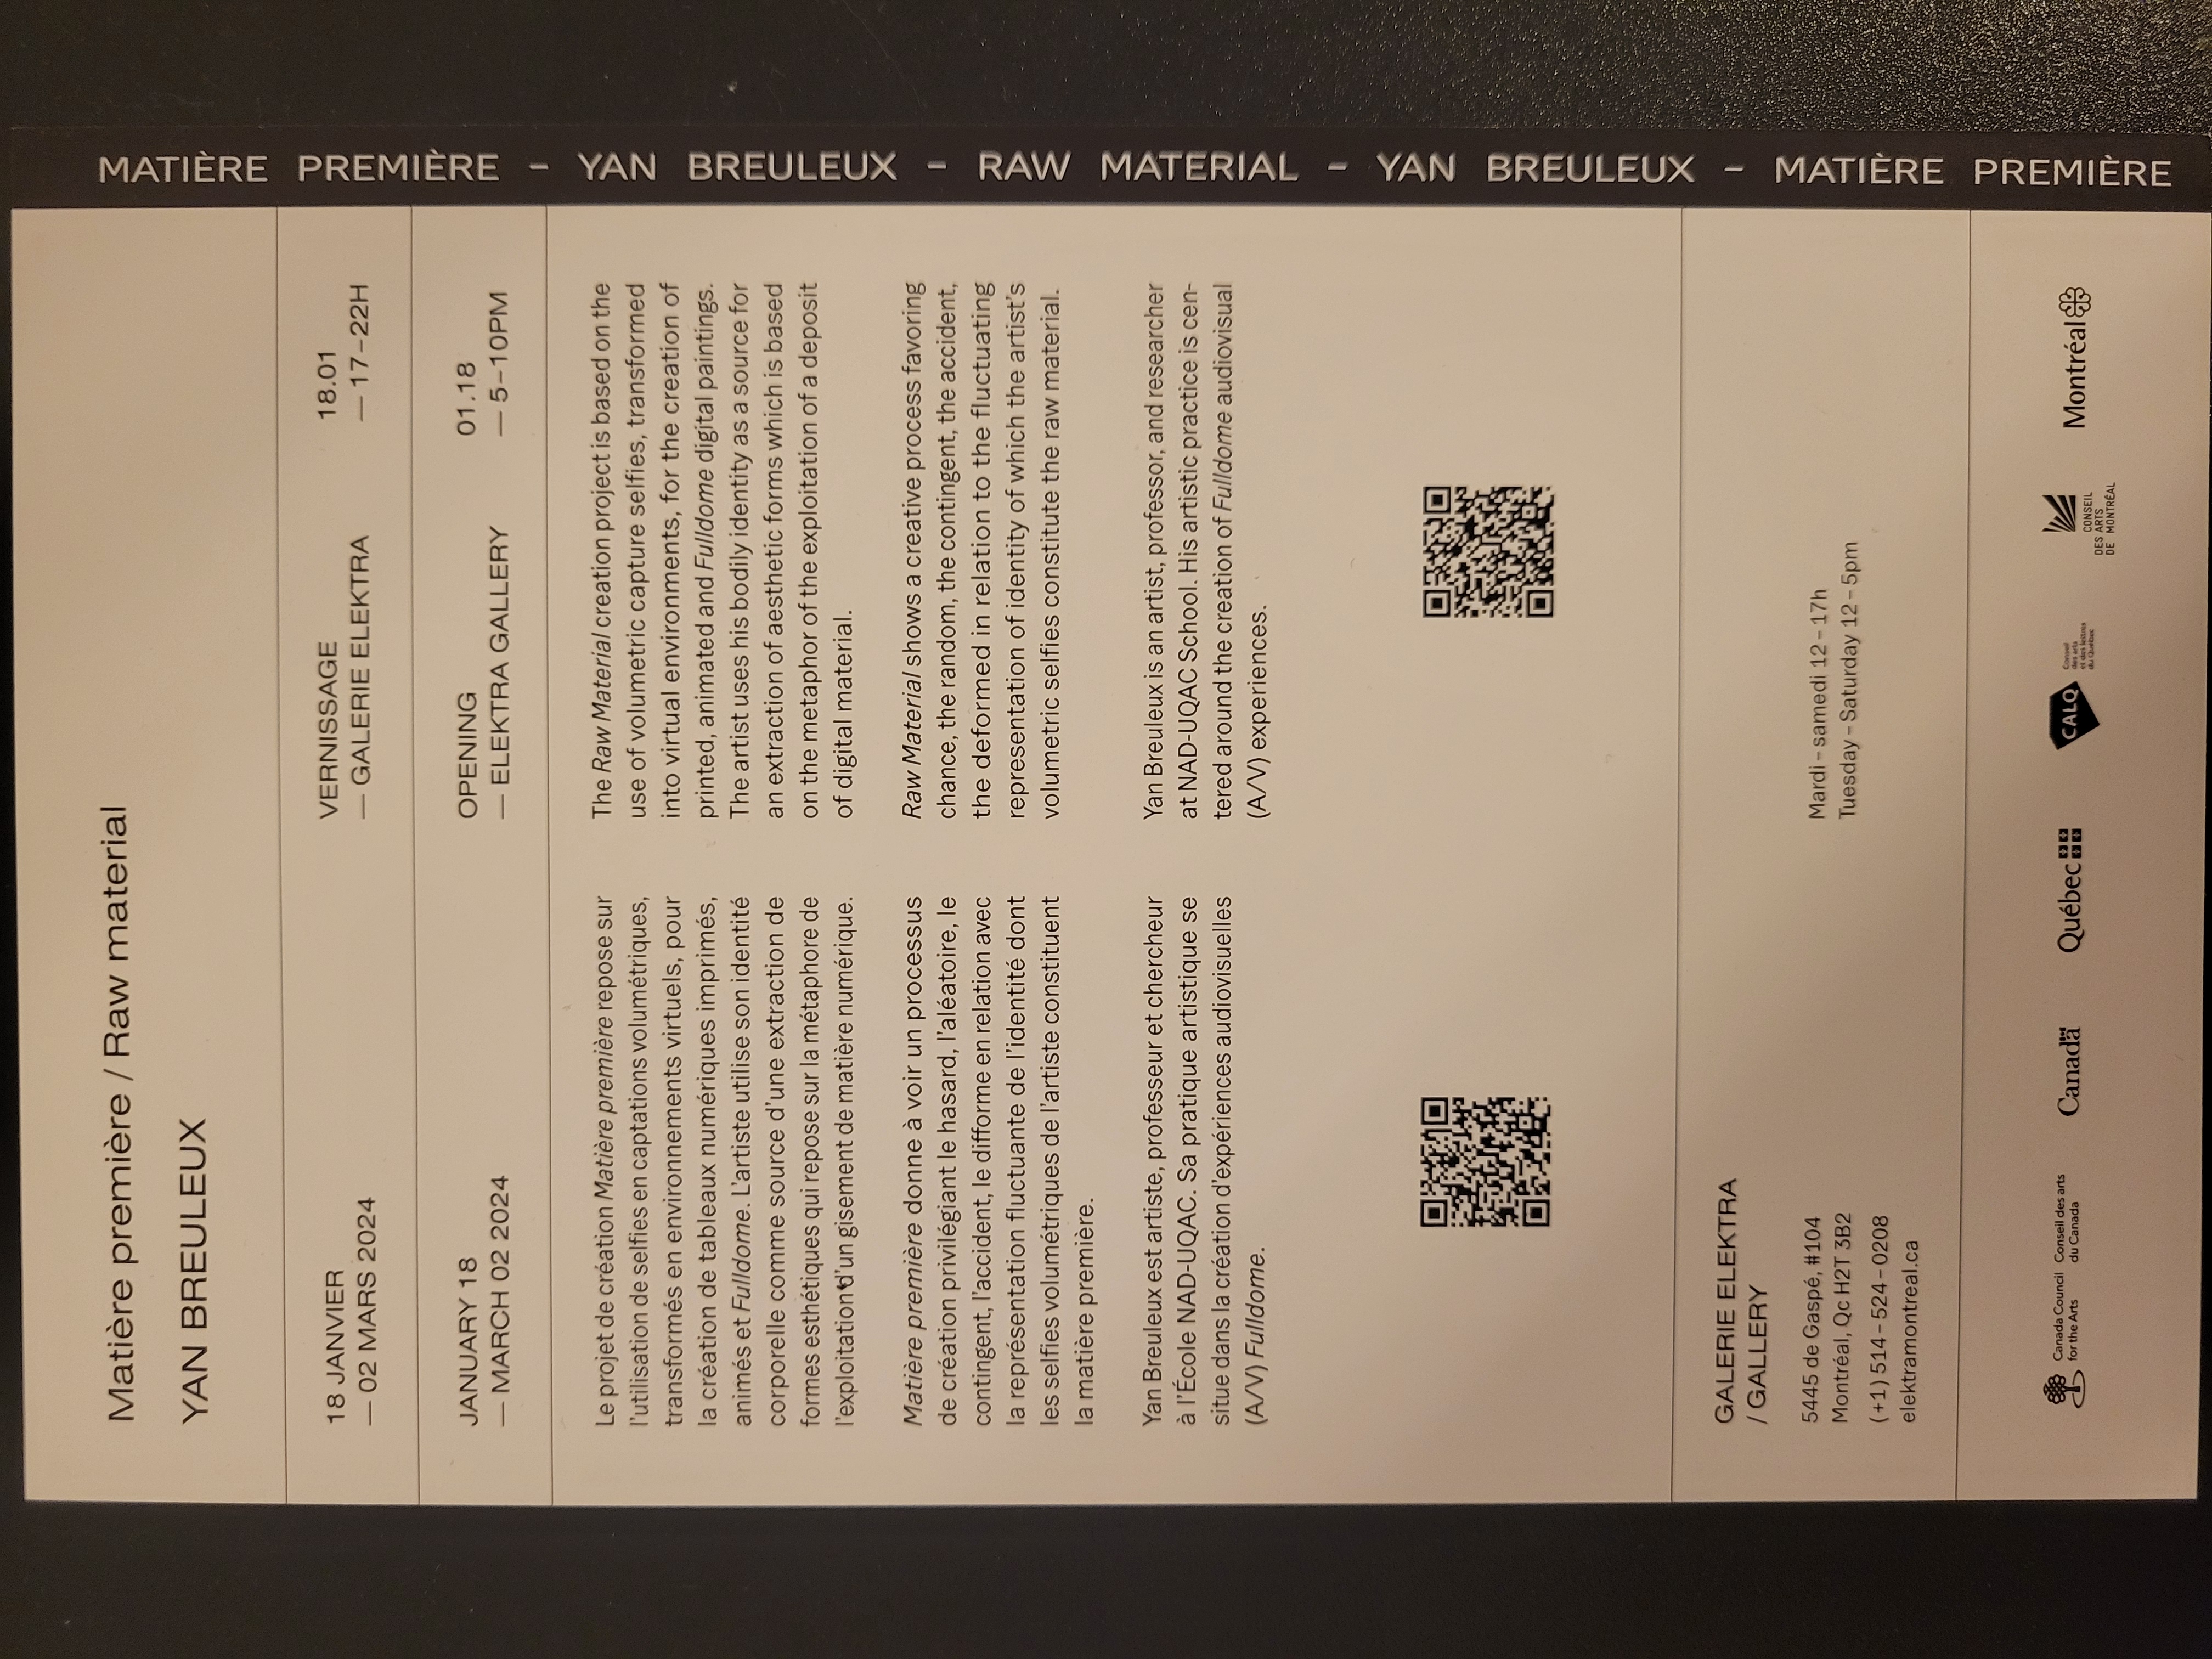 Matière première / Raw material
YAN BREULEUX
18 JANVIER
— 02 MARS 2024
VERNISSAGE
— GALERIE ELEKTRA
18.01
— 17–22H
JANUARY 18
— MARCH 02 2024
OPENING
— ELEKTRA GALLERY
01.18
— 5–10PM
Le projet de création Matière première repose sur
l'utilisation de selfies en captations volumétriques,
transformés en environnements virtuels, pour
la création de tableaux numériques imprimés,
animés et Fulldome. L'artiste utilise son identité
corporelle comme source d'une extraction de
formes esthétiques qui repose sur la métaphore de
l'exploitation d'un gisement de matière numérique.
Matière première donne à voir un processus
de création privilégiant le hasard, l'aléatoire, le
contingent, l'accident, le difforme en relation avec
la représentation fluctuante de l'identité dont
les selfies volumétriques de l'artiste constituent
la matière première.
Yan Breuleux est artiste, professeur et chercheur
à l'École NAD-UQAC. Sa pratique artistique se
situe dans la création d'expériences audiovisuelles
(A/V) Fulldome.
The Raw Material creation project is based on the
use of volumetric capture selfies, transformed
into virtual environments, for the creation of
printed, animated and Fulldome digital paintings.
The artist uses his bodily identity as a source for
an extraction of aesthetic forms which is based
on the metaphor of the exploitation of a deposit
of digital material.
Raw Material shows a creative process favoring
chance, the random, the contingent, the accident,
the deformed in relation to the fluctuating
representation of identity of which the artist's
volumetric selfies constitute the raw material.
Yan Breuleux is an artist, professor, and researcher
at NAD-UQAC School. His artistic practice is cen-
tered around the creation of Fulldome audiovisual
(A/V) experiences.
GALERIE ELEKTRA
/ GALLERY
5445 de Gaspé, #104
Montréal, Qc H2T 3B2
(+1) 514–524–0208
elektramontreal.ca
Mardi – samedi 12 – 17h
Tuesday – Saturday 12 – 5pm
Canada Council
for the Arts
Conseil des arts
du Canada
Canada
Québec
CALQ
Conseil
des arts
et des lettres
du Québec
CONSEIL
DES ARTS
DE MONTRÉAL
Montréal
MATIÈRE PREMIÈRE – YAN BREULEUX – RAW MATERIAL – YAN BREULEUX – MATIÈRE PREMIÈRE